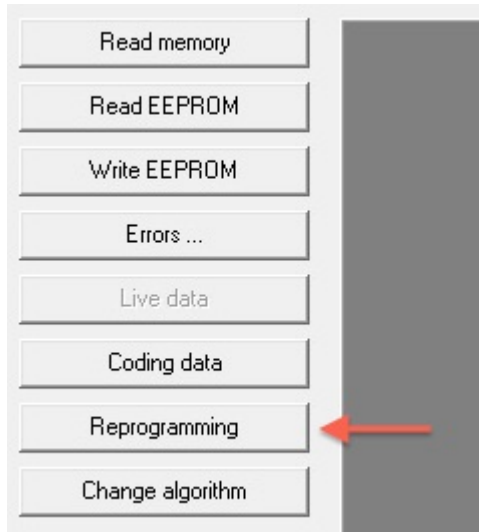 Read memory
Read EEPROM
Write EEPROM
Errors ...
Live data
Coding data
Reprogramming
Change algorithm